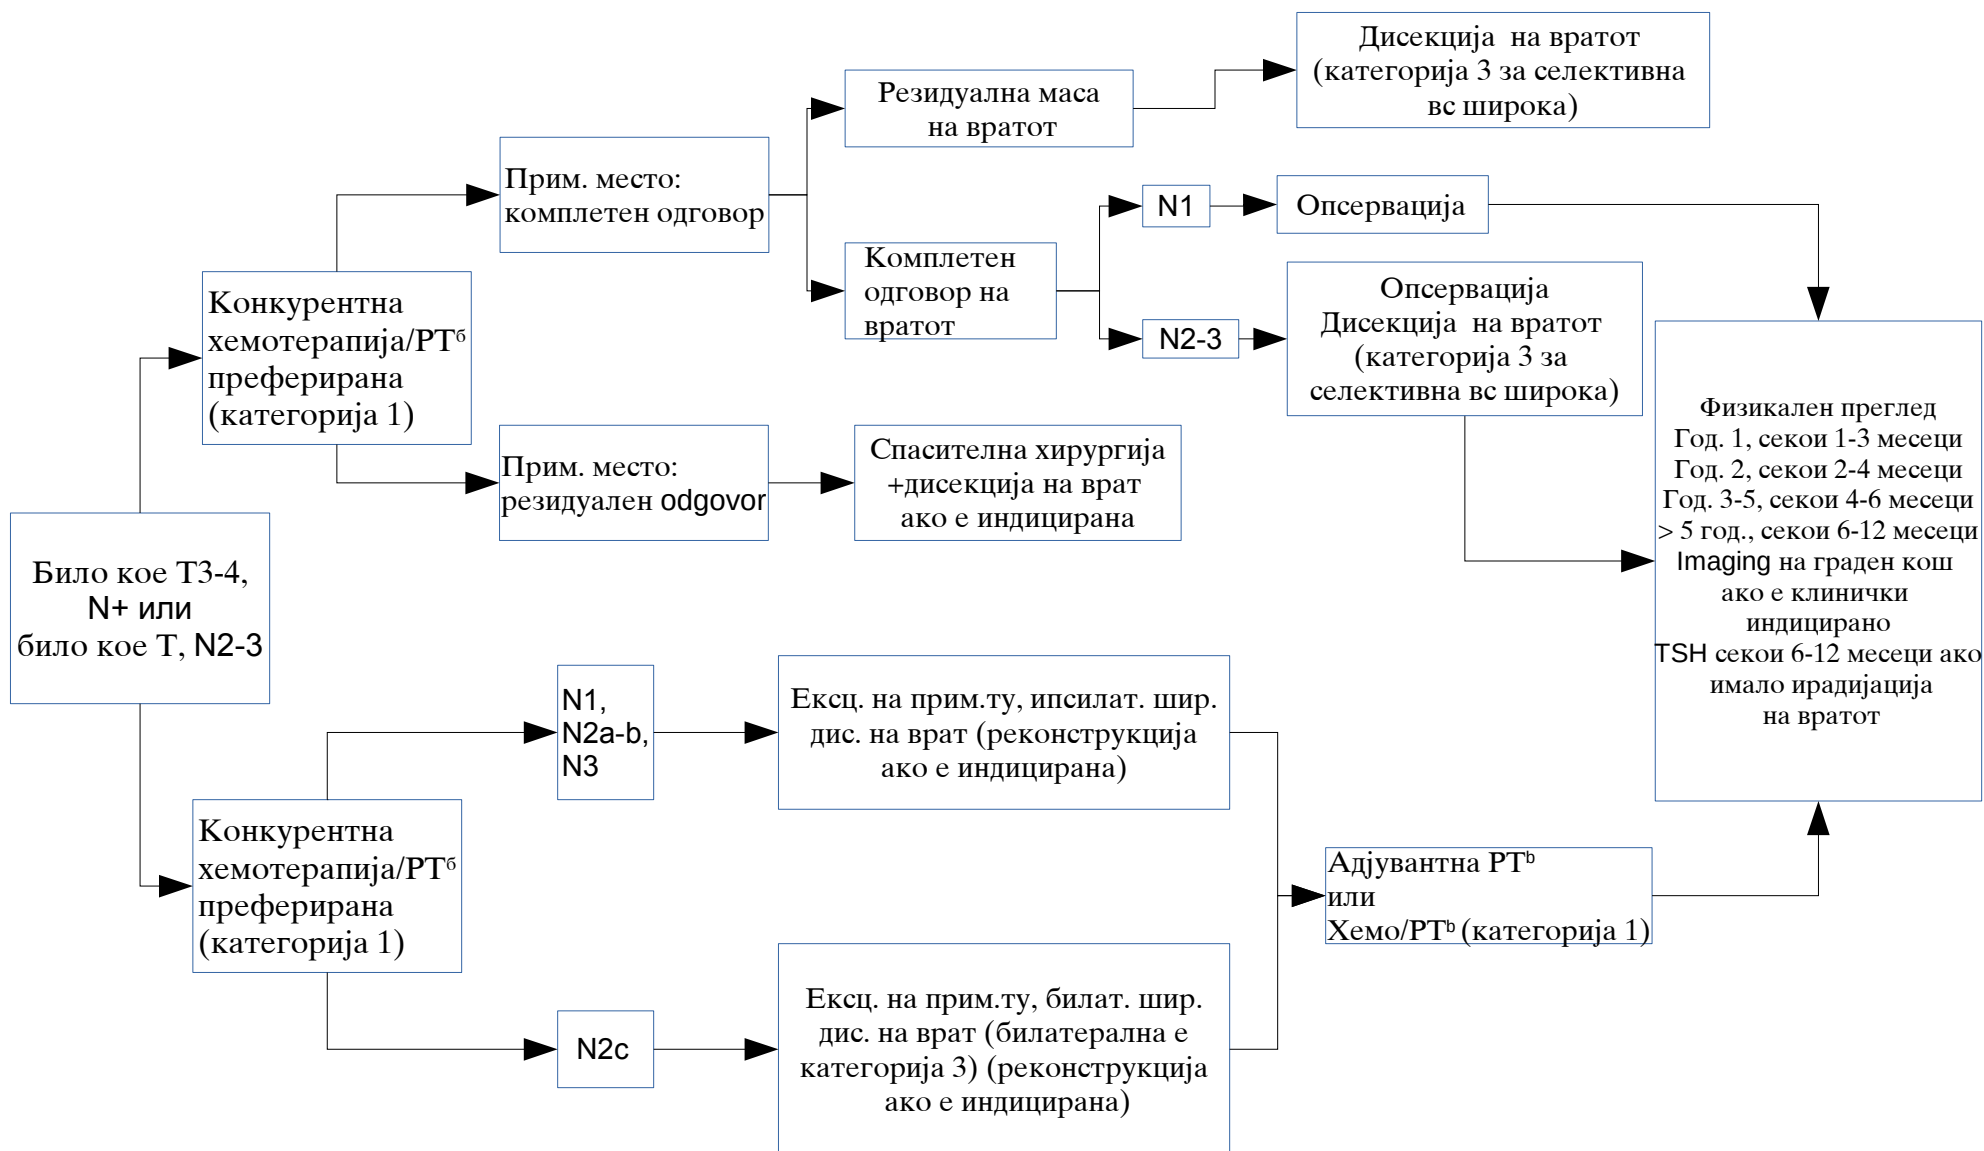 Дисекција на вратот
(категорија 3 за селективна
вс широка)
Резидуална маса
на вратот
Прим. место:
комплетен одговор
N1
Опсервација
Комплетен
одговор на
вратот
N2-3
Опсервација
Дисекција на вратот
(категорија 3 за
селективна вс широка)
Конкурентна
хемотерапија/РТᵇ
преферирана
(категорија 1)
Прим. место:
резидуален odgovor
Спасителна хирургија
+дисекција на врат
ако е индицирана
Физикален преглед
Год. 1, секои 1-3 месеци
Год. 2, секои 2-4 месеци
Год. 3-5, секои 4-6 месеци
> 5 год., секои 6-12 месеци
Imaging на граден кош
ако е клинички
индицирано
TSH секои 6-12 месеци ако
имало ирадијација
на вратот
Било кое Т3-4,
N+ или
било кое Т, N2-3
N1,
N2a-b,
N3
Ексц. на прим.ту, ипсилат. шир.
дис. на врат (реконструкција
ако е индицирана)
Конкурентна
хемотерапија/РТб
преферирана
(категорија 1)
Адјувантна РТᵇ
или
Хемо/РТᵇ (категорија 1)
N2c
Ексц. на прим.ту, билат. шир.
дис. на врат (билатерална е
категорија 3) (реконструкција
ако е индицирана)